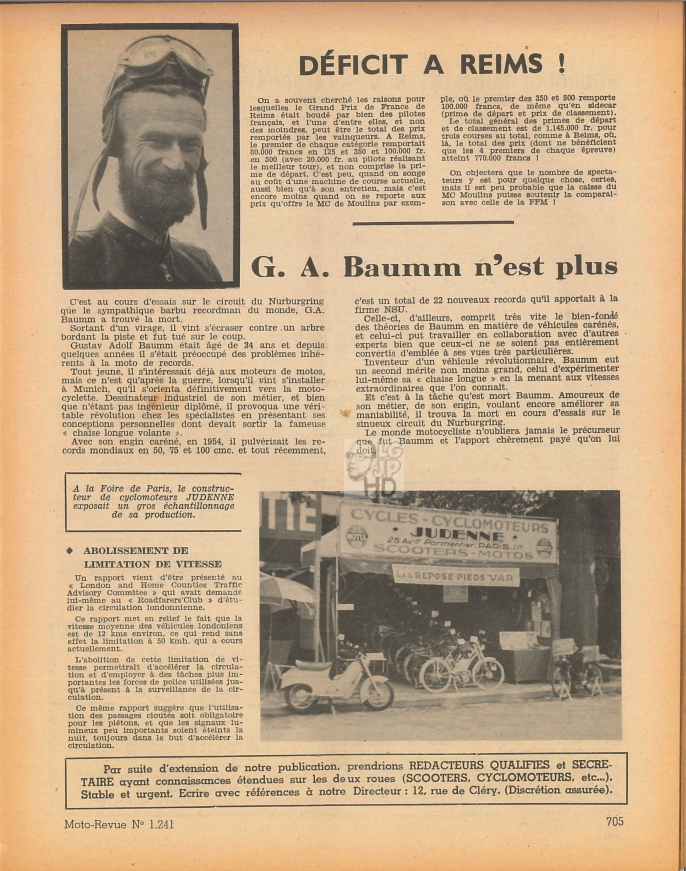 DÉFICIT A REIMS !
On a souvent cherché les raisons pour
lesquelles le Grand Prix de France de
Reims était boudé par bien des pilotes
français, et l'une d'entre elles, et non
des moindres, peut être le total des prix
remportés par les vainqueurs. A Reims,
le premier de chaque catégorie remportait
80.000 francs en 125 et 350 et 100.000 fr.
en 500 (avec 20.000 fr. au pilote réalisant
le meilleur tour), et non comprise la pri-
me de départ. C'est peu, quand on songe
au coût d'une machine de course actuelle,
aussi bien qu'à son entretien, mais c'est
encore moins quand on se reporte aux
prix qu'offre le MC de Moulins par exem-
ple, où le premier des 350 et 500 remporte
100.000 francs, de même qu'en sidecar
(prime de départ et prix de classement).
Le total général des primes de départ
et de classement est de 1.145.000 fr. pour
trois courses au total, comme à Reims, où,
là, le total des prix (dont ne bénéficient
que les 4 premiers de chaque épreuve)
atteint 770.000 francs !
On objectera que le nombre de specta-
teurs y est pour quelque chose, certes,
mais il est peu probable que la caisse du
MC de Moulins puisse soutenir la comparai-
son avec celle de la FFM !
G. A. Baumm n'est plus
C'est au cours d'essais sur le circuit du Nurburgring
que le sympathique barbu recordman du monde, G.A.
Baumm a trouvé la mort.
Sortant d'un virage, il vint s'écraser contre un arbre
bordant la piste et fut tué sur le coup.
Gustav Adolf Baumm était âgé de 34 ans et depuis
quelques années il s'était préoccupé des problèmes inhé-
rents à la moto de records.
Tout jeune, il s'intéressait déjà aux moteurs de motos,
mais ce n'est qu'après la guerre, lorsqu'il vint s'installer
à Munich, qu'il s'orienta définitivement vers la moto-
cyclette. Dessinateur industriel de son métier, et bien
que n'étant pas ingénieur diplômé, il provoqua une véri-
table révolution chez les spécialistes en présentant ses
conceptions personnelles dont devait sortir la fameuse
« chaise longue volante ».
Avec son engin caréné, en 1954, il pulvérisait les re-
cords mondiaux en 50, 75 et 100 cmc. et tout récemment,
c'est un total de 22 nouveaux records qu'il apportait à la
firme NSU.
Celle-ci, d'ailleurs, comprit très vite le bien-fondé
des théories de Baumm en matière de véhicules carénés,
et celui-ci put travailler en collaboration avec d'autres
experts bien que ceux-ci ne se soient pas entièrement
convertis d'emblée à ses vues très particulières.
Inventeur d'un véhicule révolutionnaire, Baumm eut
un second mérite non moins grand, celui d'expérimenter
lui-même sa « chaise longue » en la menant aux vitesses
extraordinaires que l'on connait.
Et c'est à la tâche qu'est mort Baumm. Amoureux de
son métier, de son engin, voulant encore améliorer sa
maniabilité, il trouva la mort en cours d'essais sur le
sinueux circuit du Nurburgring.
Le monde motocycliste n'oubliera jamais le précurseur
que fut Baumm et l'apport chèrement payé qu'on lui
doit.
HD
A la Foire de Paris, le construc-
teur de cyclomoteurs JUDENNE
exposait un gros échantillonnage
de sa production.
♦ ABOLISSEMENT DE
LIMITATION DE VITESSE
Un rapport vient d'être présenté au
« London and Home Counties Traffic
Advisory Commitee » qui avait demandé
lui-même au « Roadfarers'Club » d'étu-
dier la circulation londonnienne.
Ce rapport met en relief le fait que la
vitesse moyenne des véhicules londoniens
est de 12 kms environ, ce qui rend sans
effet la limitation à 50 kmh. qui a cours
actuellement.
L'abolition de cette limitation de vi-
tesse permettrait d'accélérer la circula-
tion et d'employer à des tâches plus im-
portantes les forces de police utilisées jus-
qu'à présent à la surveillance de la cir-
culation.
Ce même rapport suggère que l'utilisa-
tion des passages cloutés soit obligatoire
pour les piétons, et que les signaux lu-
mineux peu importants soient éteints la
nuit, toujours dans le but d'accélérer la
circulation.
TTE
CYCLES - CYCLOMOTEURS
JUDENNE
25 Ave Parmentier PARIS 11e
SCOOTERS - MOTOS
LES REPOSE-PIEDS VAR
Par suite d'extension de notre publication, prendrions REDACTEURS QUALIFIES et SECRE-
TAIRE ayant connaissances étendues sur les deux roues (SCOOTERS, CYCLOMOTEURS, etc...).
Stable et urgent. Ecrire avec références à notre Directeur : 12, rue de Cléry. (Discrétion assurée).
Moto-Revue N° 1.241
705